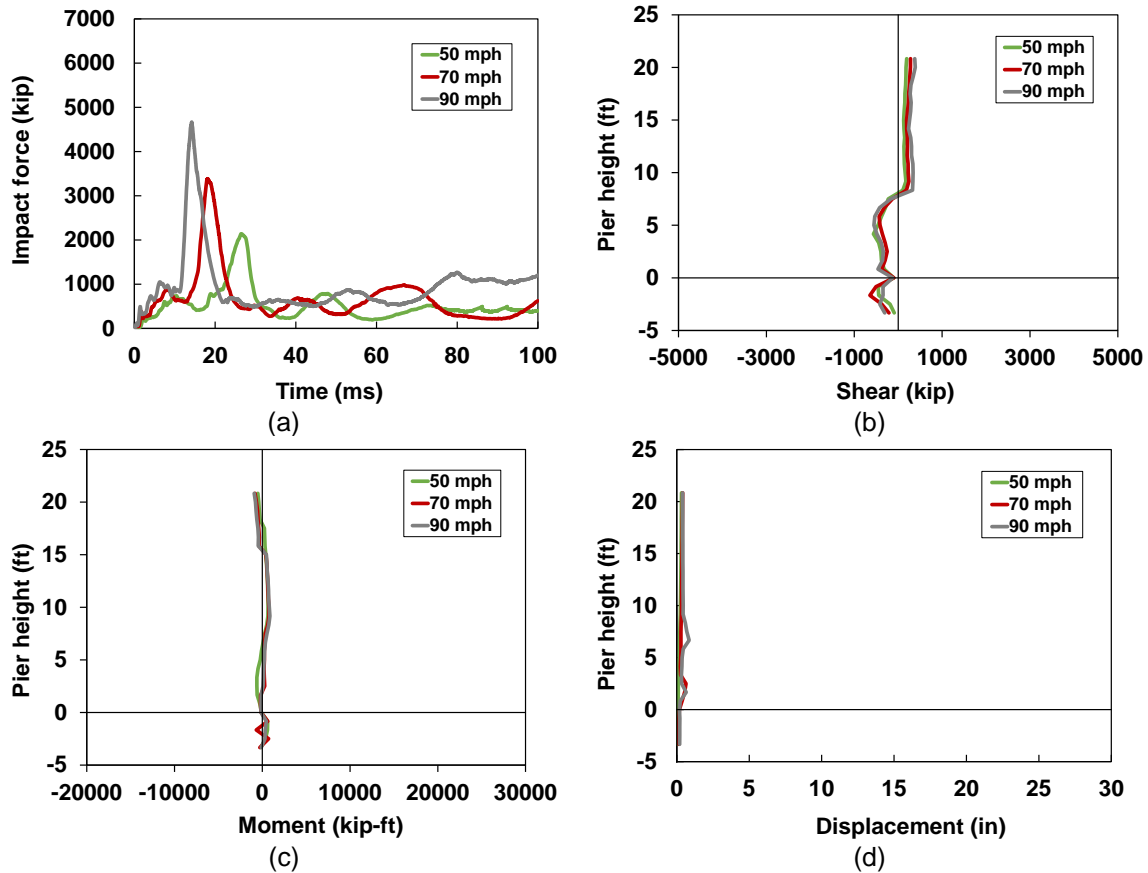 7000
6000
5000
4000
3000
2000
1000
0
Impact force (kip)
50 mph
70 mph
90 mph
0 20 40 60 80 100
Time (ms)
(a)
25
20
15
10
5
0
-5
Pier height (ft)
50 mph
70 mph
90 mph
-5000 -3000 -1000 1000 3000 5000
Shear (kip)
(b)
25
20
15
10
5
0
-5
Pier height (ft)
50 mph
70 mph
90 mph
-20000 -10000 0 10000 20000 30000
Moment (kip-ft)
(c)
25
20
15
10
5
0
-5
Pier height (ft)
50 mph
70 mph
90 mph
0 5 10 15 20 25 30
Displacement (in)
(d)